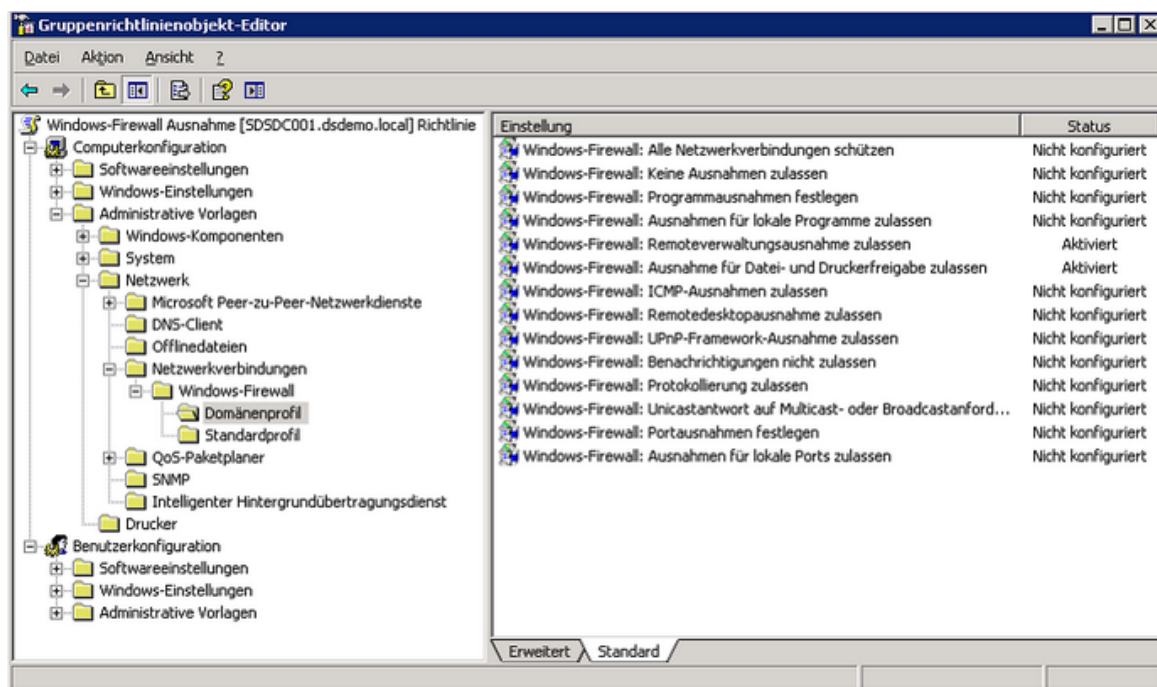 Gruppenrichtlinienobjekt-Editor
Datei Aktion Ansicht ?
Windows-Firewall Ausnahme [SDSDC001.dsdemo.local] Richtlinie
Computerkonfiguration
Softwareeinstellungen
Windows-Einstellungen
Administrative Vorlagen
Windows-Komponenten
System
Netzwerk
Microsoft Peer-zu-Peer-Netzwerkdienste
DNS-Client
Offlinedateien
Netzwerkverbindungen
Windows-Firewall
Domänenprofil
Standardprofil
QoS-Paketplaner
SNMP
Intelligenter Hintergrundübertragungsdienst
Drucker
Benutzerkonfiguration
Softwareeinstellungen
Windows-Einstellungen
Administrative Vorlagen
Einstellung Status
Windows-Firewall: Alle Netzwerkverbindungen schützen Nicht konfiguriert
Windows-Firewall: Keine Ausnahmen zulassen Nicht konfiguriert
Windows-Firewall: Programmausnahmen festlegen Nicht konfiguriert
Windows-Firewall: Ausnahmen für lokale Programme zulassen Nicht konfiguriert
Windows-Firewall: Remoteverwaltungsausnahme zulassen Aktiviert
Windows-Firewall: Ausnahme für Datei- und Druckerfreigabe zulassen Aktiviert
Windows-Firewall: ICMP-Ausnahmen zulassen Nicht konfiguriert
Windows-Firewall: Remotedesktopausnahme zulassen Nicht konfiguriert
Windows-Firewall: UPnP-Framework-Ausnahme zulassen Nicht konfiguriert
Windows-Firewall: Benachrichtigungen nicht zulassen Nicht konfiguriert
Windows-Firewall: Protokollierung zulassen Nicht konfiguriert
Windows-Firewall: Unicastantwort auf Multicast- oder Broadcastanford... Nicht konfiguriert
Windows-Firewall: Portausnahmen festlegen Nicht konfiguriert
Windows-Firewall: Ausnahmen für lokale Ports zulassen Nicht konfiguriert
Erweitert Standard